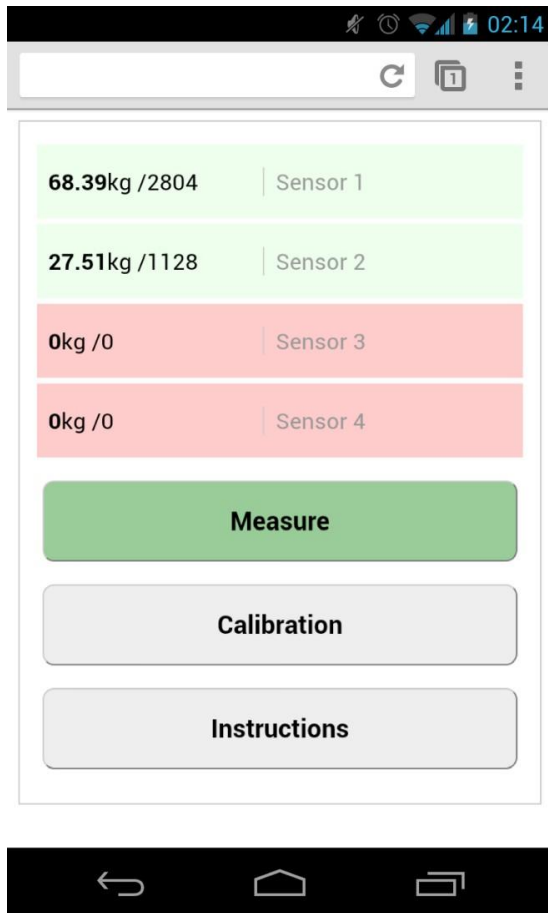 02:14
1
68.39kg /2804 Sensor 1
27.51kg /1128 Sensor 2
0kg /0 Sensor 3
0kg /0 Sensor 4
Measure
Calibration
Instructions